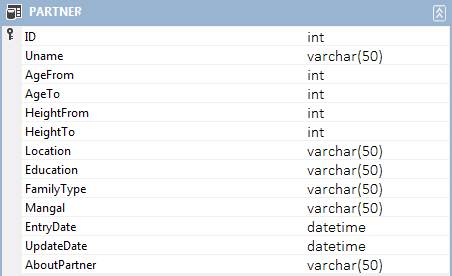 PARTNER
ID int
Uname varchar(50)
AgeFrom int
AgeTo int
HeightFrom int
HeightTo int
Location varchar(50)
Education varchar(50)
FamilyType varchar(50)
Mangal varchar(50)
EntryDate datetime
UpdateDate datetime
AboutPartner varchar(50)